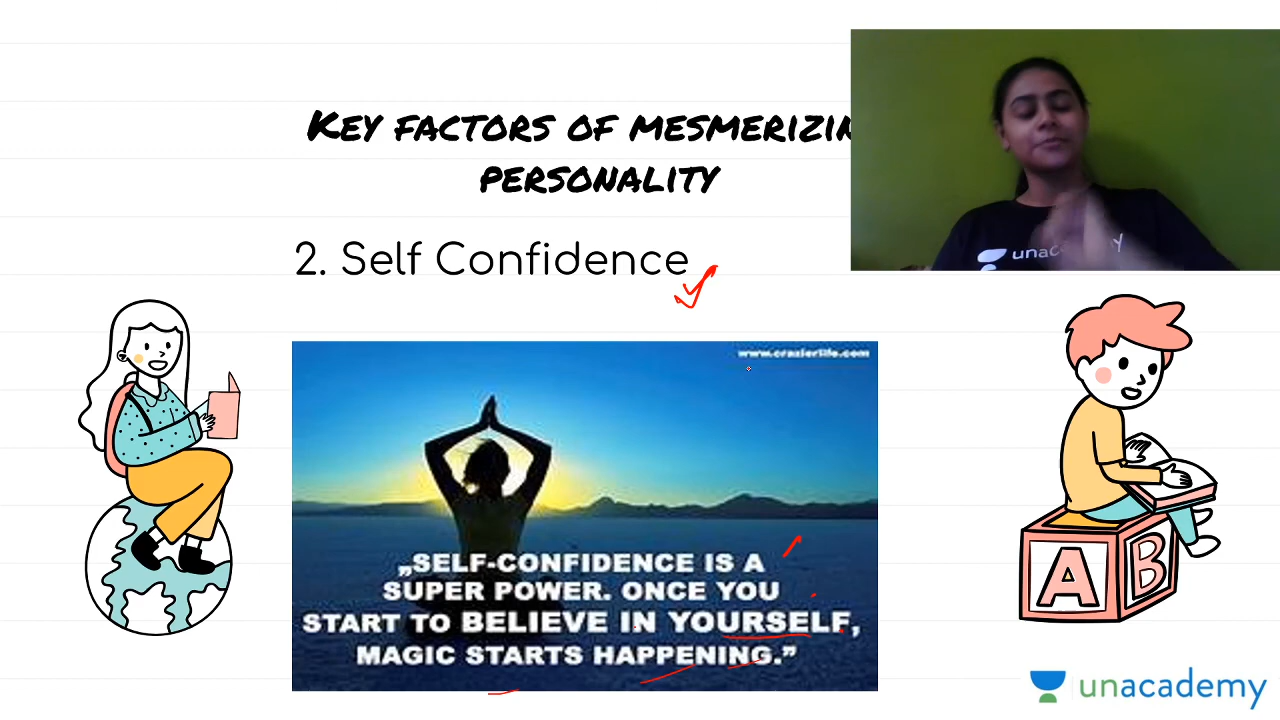 KEY FACTORS OF MESMERIZIN
PERSONALITY
2. Self Confidence
unacademy
www.crazierlife.com
„SELF-CONFIDENCE IS A
SUPER POWER. ONCE YOU
START TO BELIEVE IN YOURSELF,
MAGIC STARTS HAPPENING.”
A
B
unacademy